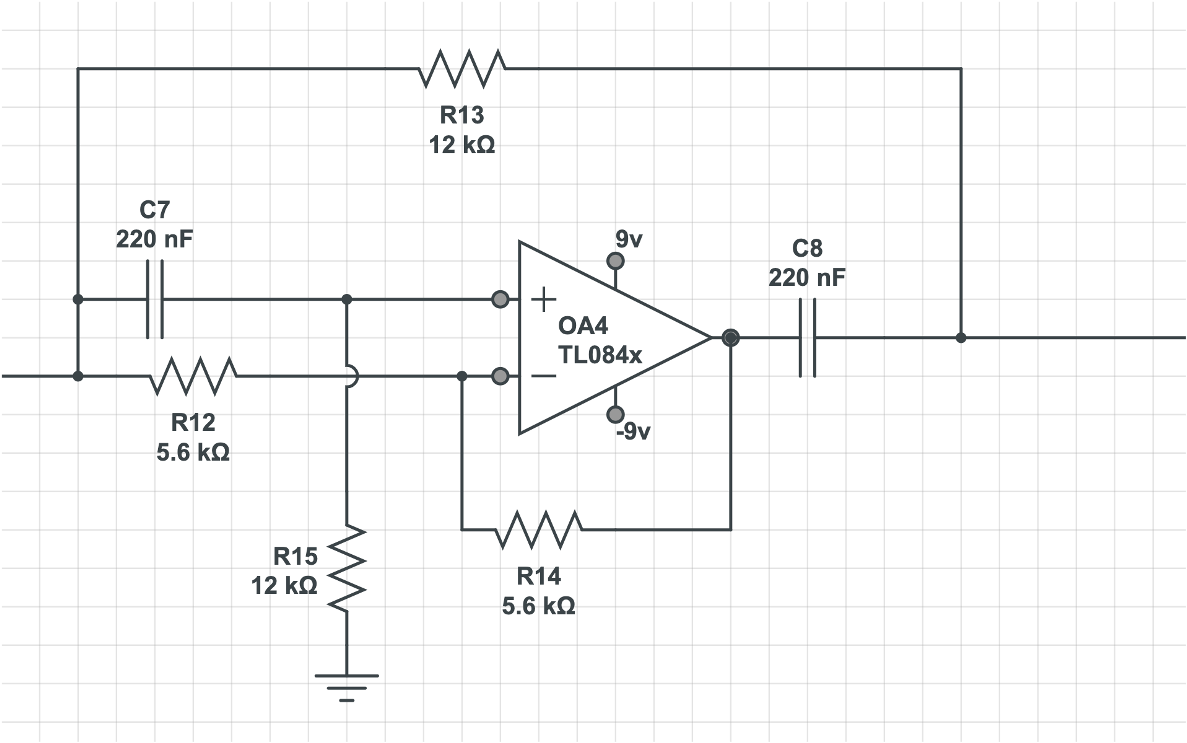 R13
12 kΩ
C7
220 nF
9v
C8
220 nF
+
OA4
TL084x
−
-9v
R12
5.6 kΩ
R15
12 kΩ
R14
5.6 kΩ